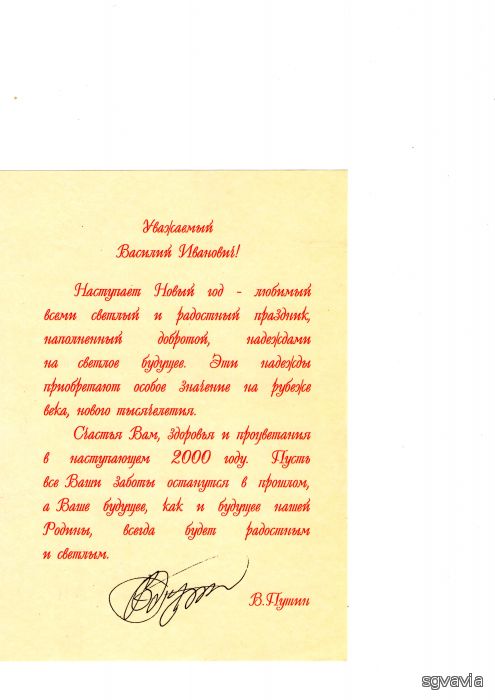 Уважаемый
Василий Иванович!
Наступает Новый год - любимый
всеми светлый и радостный праздник,
наполненный добротой, надеждами
на светлое будущее. Эти надежды
приобретают особое значение на рубеже
века, нового тысячелетия.
Счастья Вам, здоровья и процветания
в наступающем 2000 году. Пусть
все Ваши заботы останутся в прошлом,
а Ваше будущее, как и будущее нашей
Родины, всегда будет радостным
и светлым.
В.Путин
sgvavia